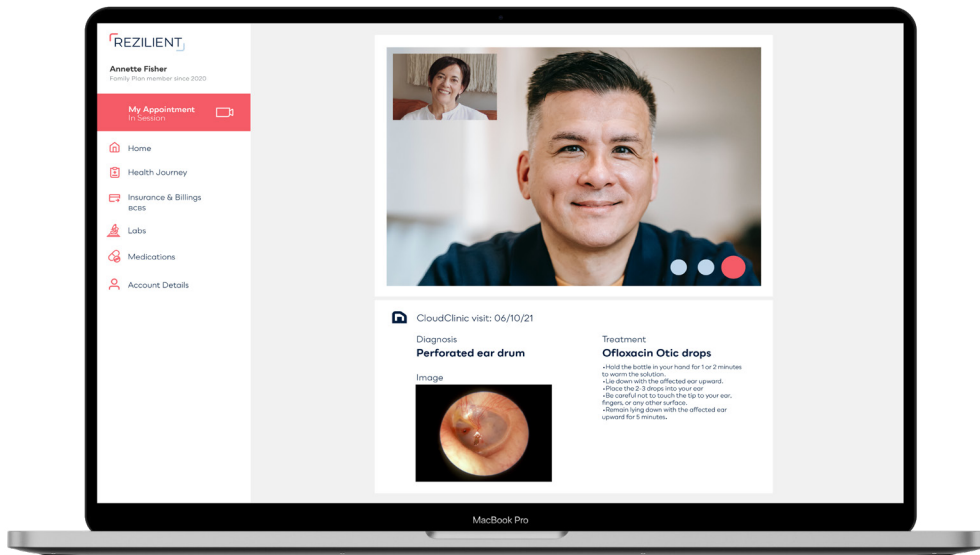 REZILIENT
Annette Fisher
Family Plan member since 2020
My Appointment
In Session
Home
Health Journey
Insurance & Billings
BCBS
Labs
Medications
Account Details
CloudClinic visit: 06/10/21
Diagnosis
Perforated ear drum
Image
Treatment
Ofloxacin Otic drops
•Hold the bottle in your hand for 1 or 2 minutes
to warm the solution.
•Lie down with the affected ear upward.
•Place the 2-3 drops into your ear
•Be careful not to touch the tip to your ear,
fingers, or any other surface.
•Remain lying down with the affected ear
upward for 5 minutes.
MacBook Pro